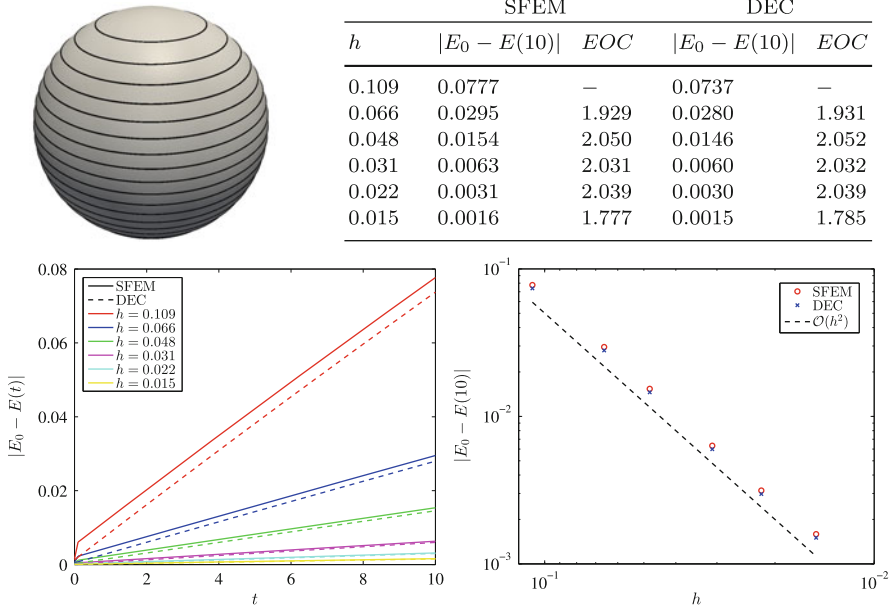 SFEM DEC
h |E₀ − E(10)| EOC |E₀ − E(10)| EOC
0.109 0.0777 − 0.0737 −
0.066 0.0295 1.929 0.0280 1.931
0.048 0.0154 2.050 0.0146 2.052
0.031 0.0063 2.031 0.0060 2.032
0.022 0.0031 2.039 0.0030 2.039
0.015 0.0016 1.777 0.0015 1.785
0.08
0.06
0.04
0.02
0
|E₀ − E(t)|
SFEM
DEC
h = 0.109
h = 0.066
h = 0.048
h = 0.031
h = 0.022
h = 0.015
0 2 4 6 8 10
t
10⁻¹
10⁻²
10⁻³
|E₀ − E(10)|
SFEM
DEC
𝒪(h²)
10⁻¹ 10⁻²
h